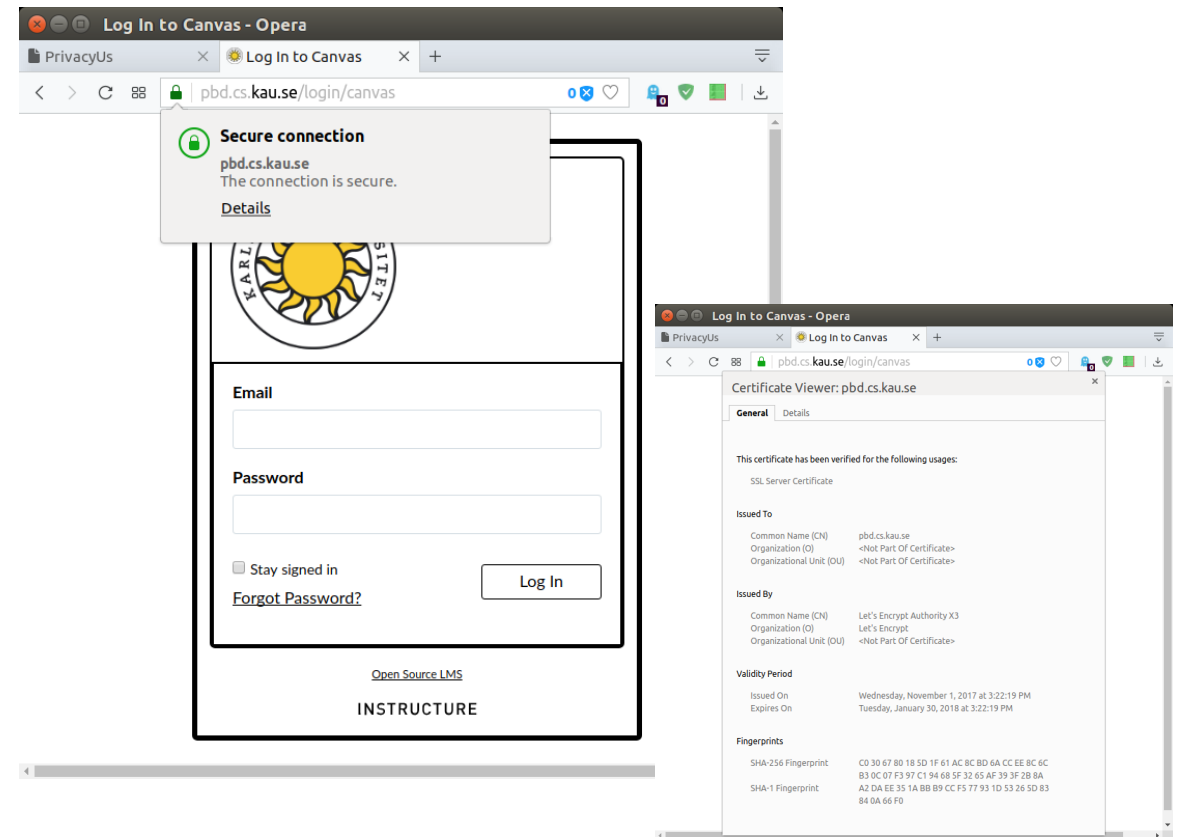 Log In to Canvas - Opera
PrivacyUs
Log In to Canvas
pbd.cs.kau.se/login/canvas
0
0
Secure connection
pbd.cs.kau.se
The connection is secure.
Details
KARL
SITET
Email
Password
Stay signed in
Log In
Forgot Password?
Open Source LMS
INSTRUCTURE
Log In to Canvas - Opera
PrivacyUs
Log In to Canvas
pbd.cs.kau.se/login/canvas
0
0
Certificate Viewer: pbd.cs.kau.se
General Details
This certificate has been verified for the following usages:
SSL Server Certificate
Issued To
Common Name (CN) pbd.cs.kau.se
Organization (O) <Not Part Of Certificate>
Organizational Unit (OU) <Not Part Of Certificate>
Issued By
Common Name (CN) Let's Encrypt Authority X3
Organization (O) Let's Encrypt
Organizational Unit (OU) <Not Part Of Certificate>
Validity Period
Issued On Wednesday, November 1, 2017 at 3:22:19 PM
Expires On Tuesday, January 30, 2018 at 3:22:19 PM
Fingerprints
SHA-256 Fingerprint C0 30 67 80 18 5D 1F 61 AC 8C BD 6A CC EE 8C 6C
B3 0C 07 F3 97 C1 94 68 5F 32 65 AF 39 3F 2B 8A
SHA-1 Fingerprint A2 DA EE 35 1A BB B9 CC F5 77 93 1D 53 26 5D 83
84 0A 66 F0